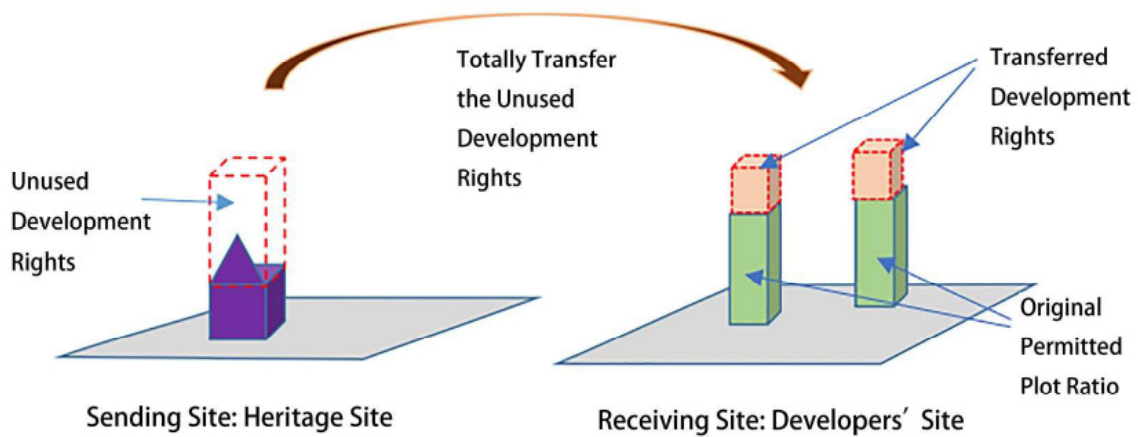 Totally Transfer
the Unused
Development
Rights
Transferred
Development
Rights
Unused
Development
Rights
Original
Permitted
Plot Ratio
Sending Site: Heritage Site
Receiving Site: Developers′ Site